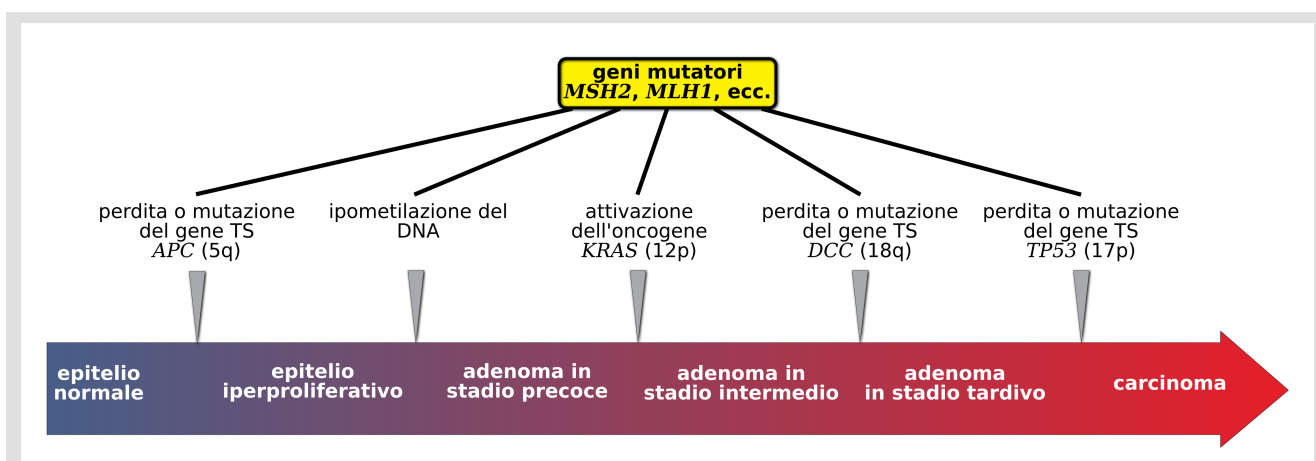 geni mutatori
MSH2, MLH1, ecc.
perdita o mutazione
del gene TS
APC (5q)
ipometilazione del
DNA
attivazione
dell'oncogene
KRAS (12p)
perdita o mutazione
del gene TS
DCC (18q)
perdita o mutazione
del gene TS
TP53 (17p)
epitelio
normale
epitelio
iperproliferativo
adenoma in
stadio precoce
adenoma in
stadio intermedio
adenoma
in stadio tardivo
carcinoma